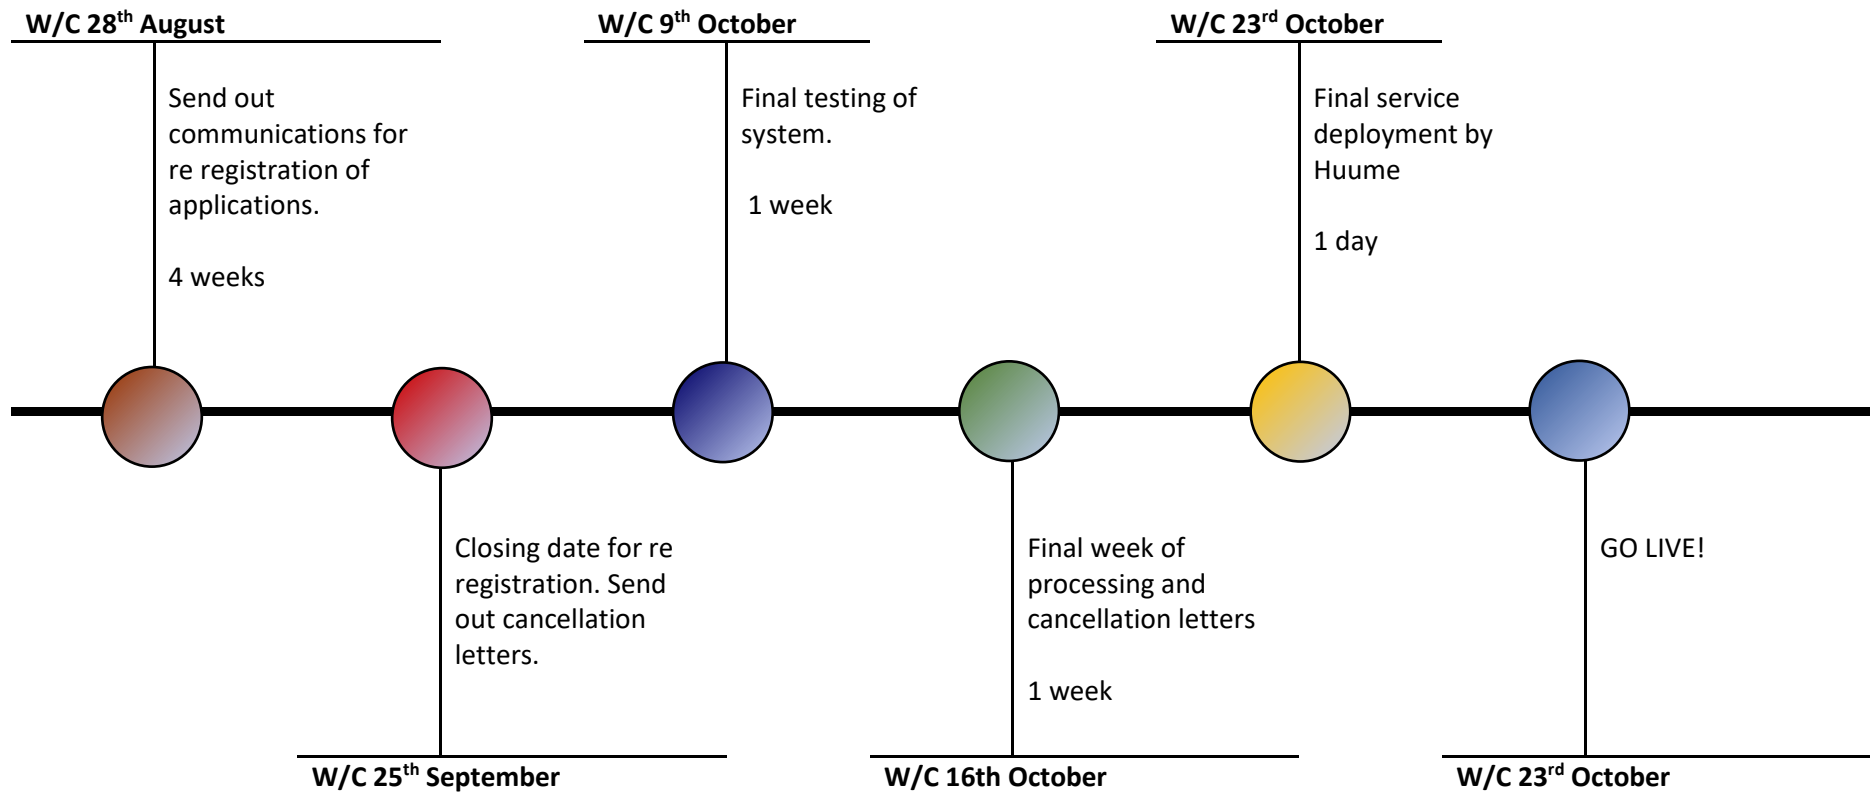 W/C 28th August
Send out
communications for
re registration of
applications.
4 weeks
W/C 9th October
Final testing of
system.
1 week
W/C 23rd October
Final service
deployment by
Huume
1 day
Closing date for re
registration. Send
out cancellation
letters.
W/C 25th September
Final week of
processing and
cancellation letters
1 week
W/C 16th October
GO LIVE!
W/C 23rd October